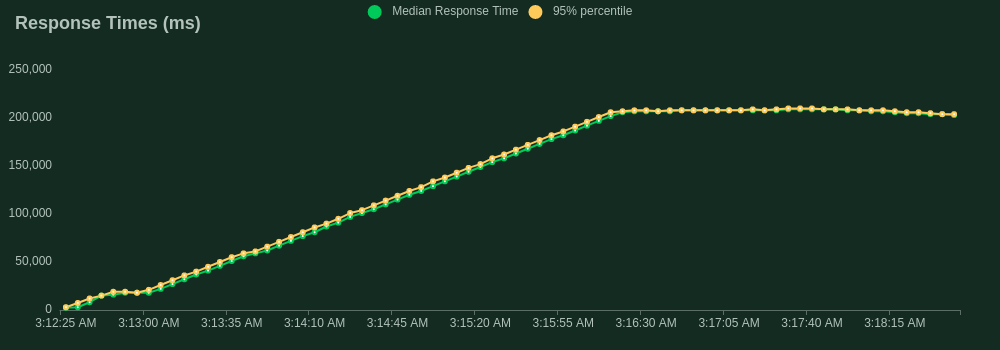 Median Response Time 95% percentile
Response Times (ms)
250,000
200,000
150,000
100,000
50,000
0
3:12:25 AM 3:13:00 AM 3:13:35 AM 3:14:10 AM 3:14:45 AM 3:15:20 AM 3:15:55 AM 3:16:30 AM 3:17:05 AM 3:17:40 AM 3:18:15 AM